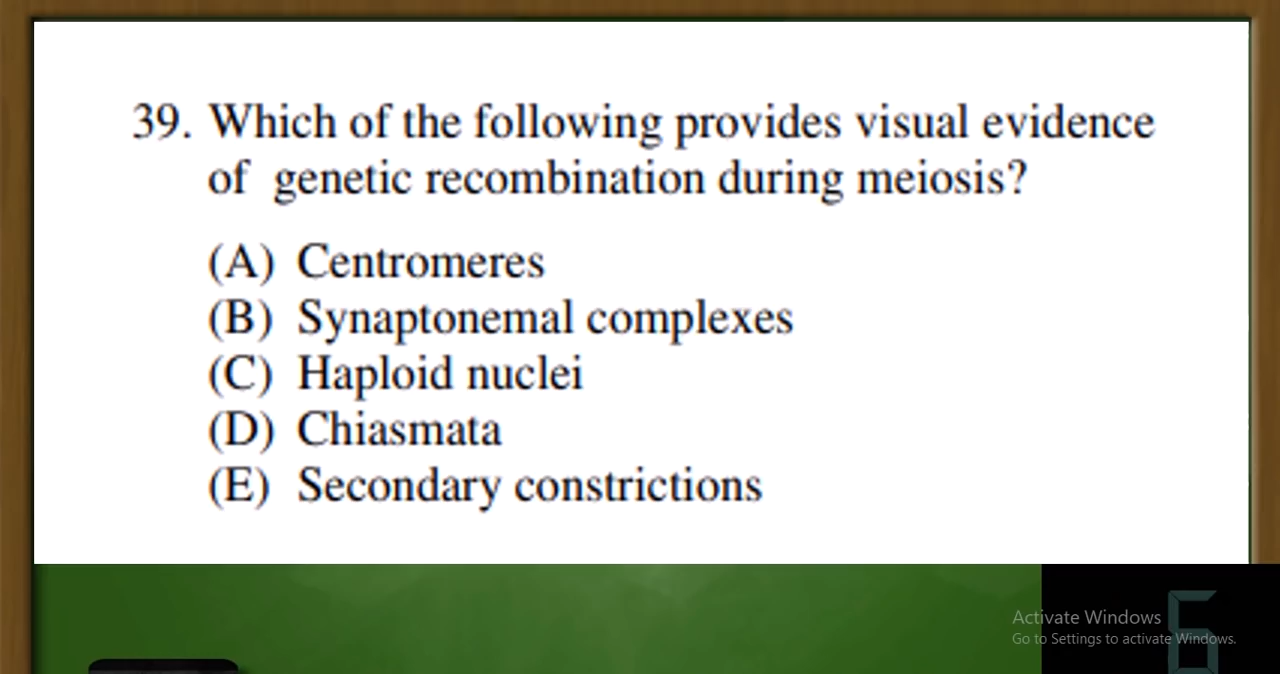 39. Which of the following provides visual evidence
of genetic recombination during meiosis?
(A) Centromeres
(B) Synaptonemal complexes
(C) Haploid nuclei
(D) Chiasmata
(E) Secondary constrictions
Activate Windows
Go to Settings to activate Windows.
6